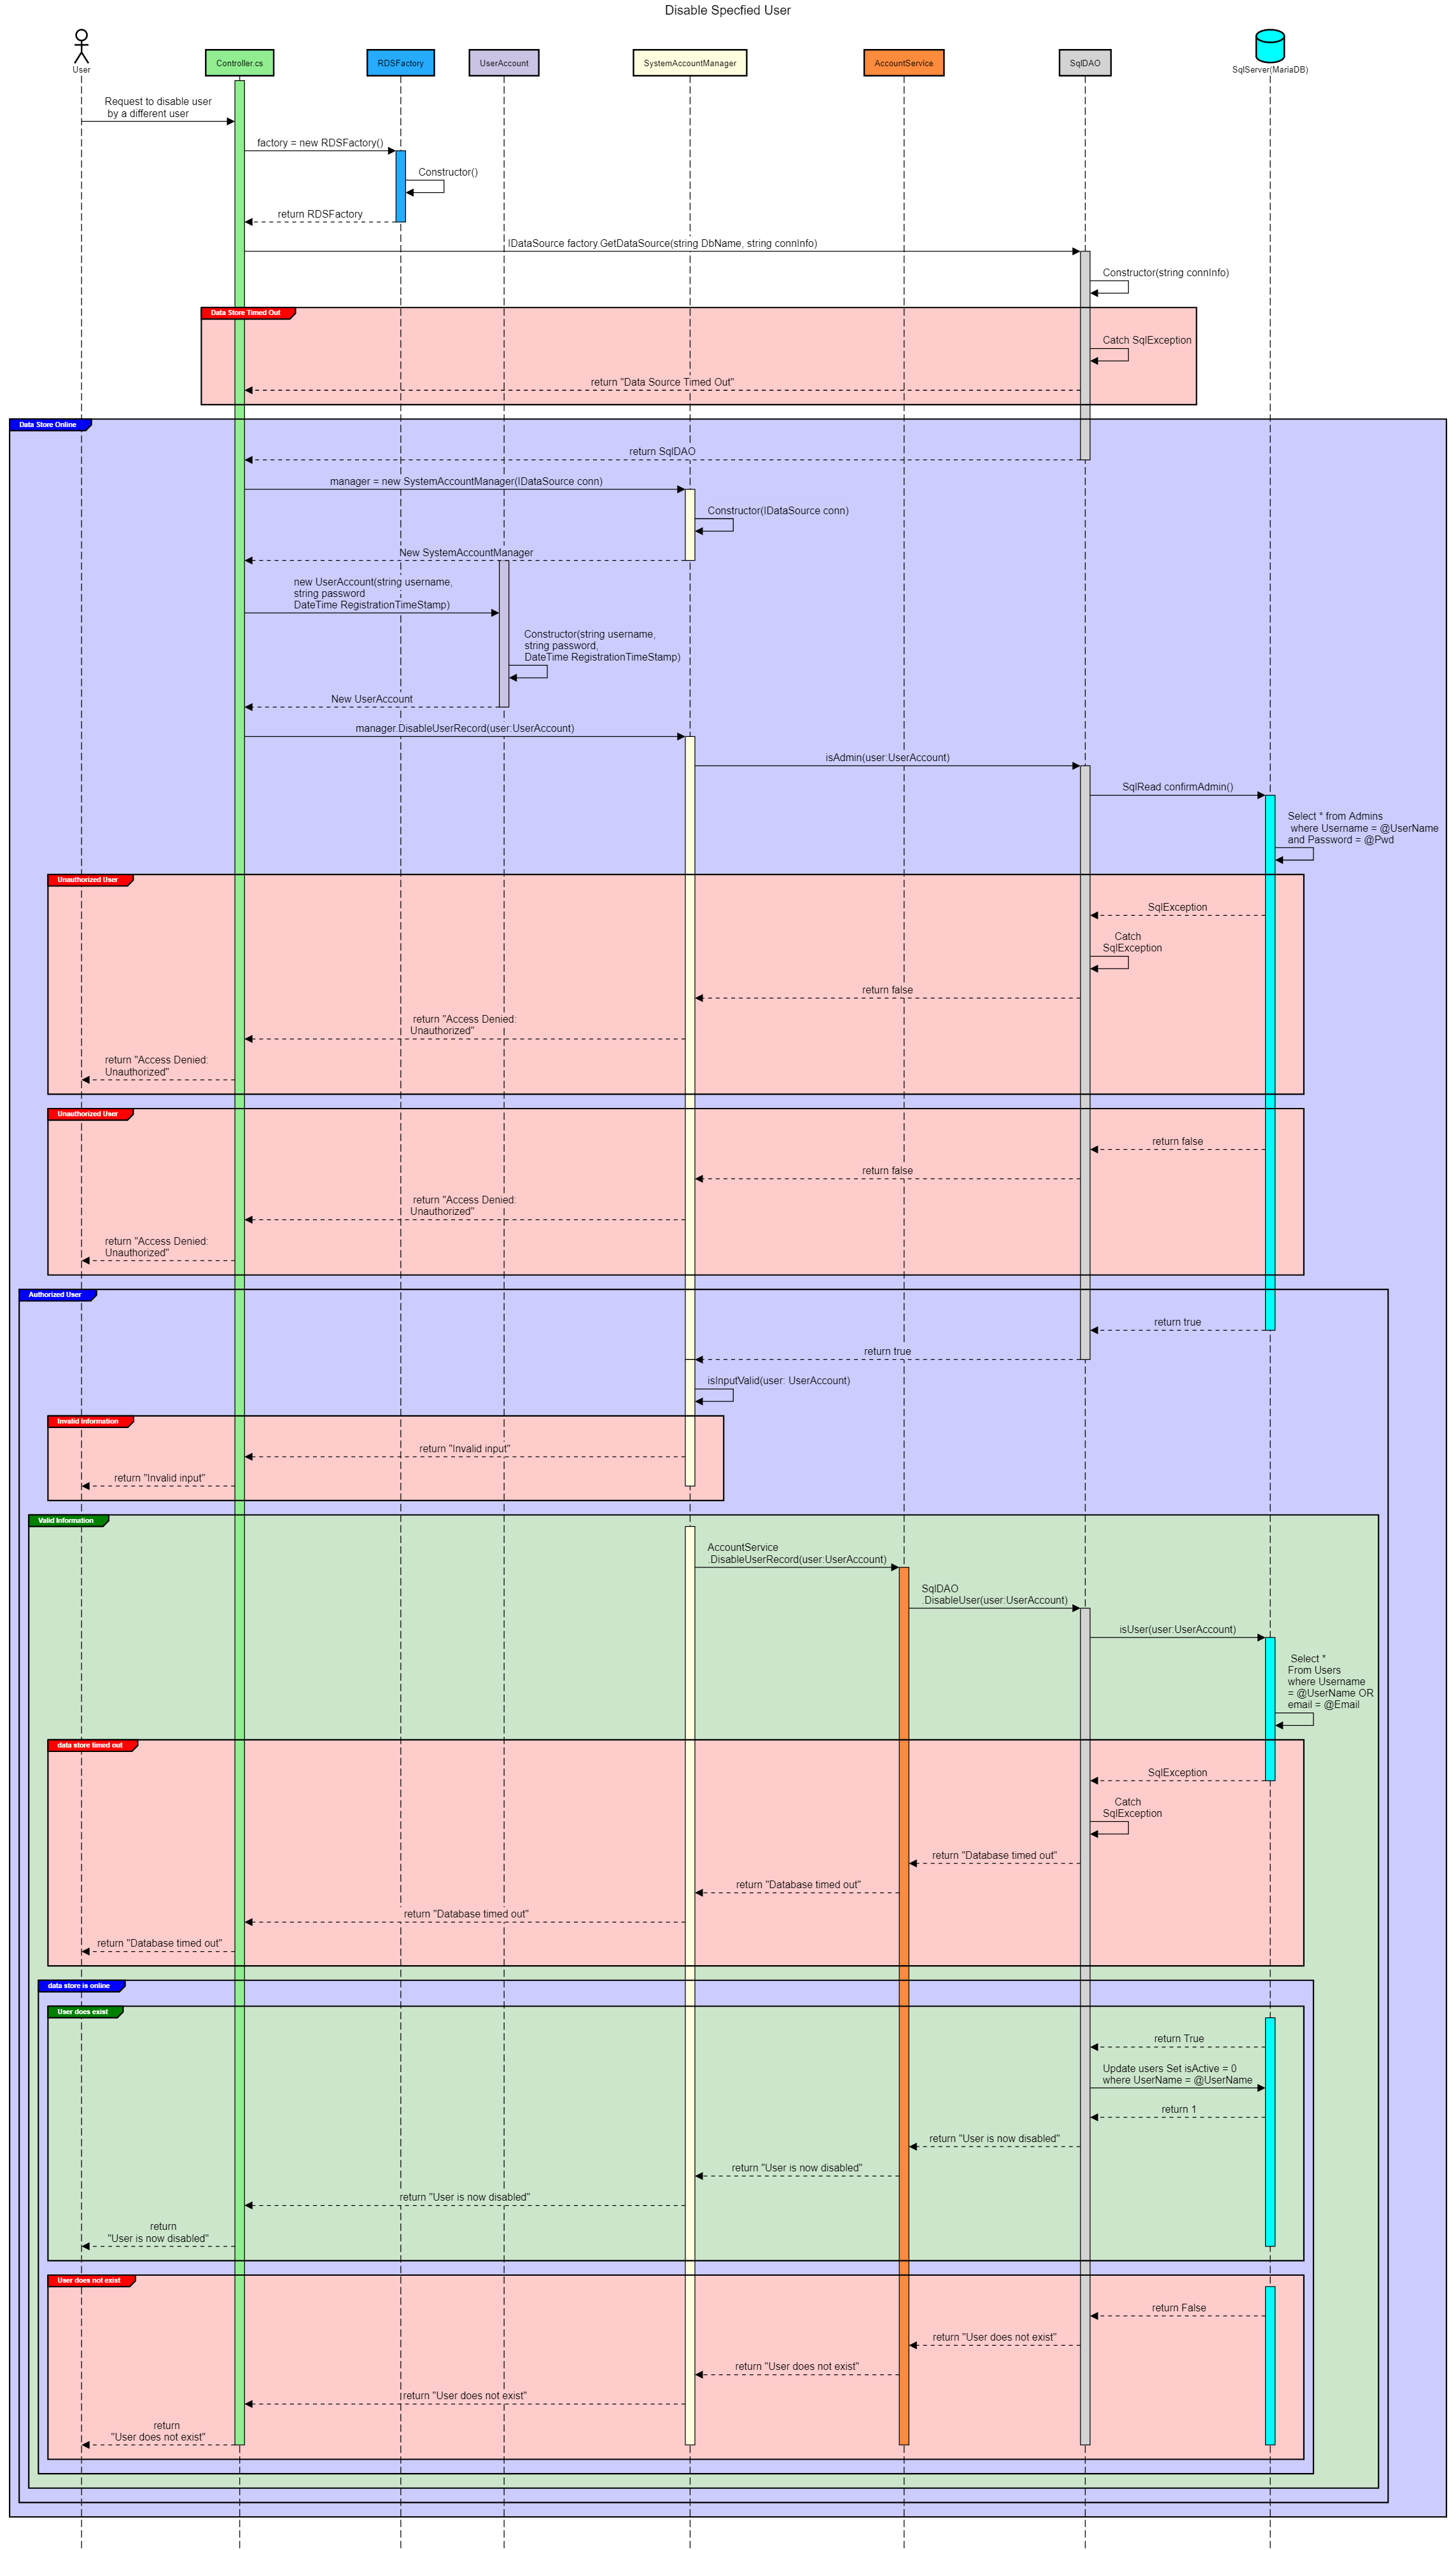 Disable Specfied User
User
Controller.cs
RDSFactory
UserAccount
SystemAccountManager
AccountService
SqlDAO
SqlServer(MariaDB)
Request to disable user
by a different user
factory = new RDSFactory()
Constructor()
return RDSFactory
IDataSource factory.GetDataSource(string DbName, string connInfo)
Constructor(string connInfo)
Data Store Timed Out
Catch SqlException
return "Data Source Timed Out"
Data Store Online
return SqlDAO
manager = new SystemAccountManager(IDataSource conn)
Constructor(IDataSource conn)
New SystemAccountManager
new UserAccount(string username,
string password
DateTime RegistrationTimeStamp)
Constructor(string username,
string password,
DateTime RegistrationTimeStamp)
New UserAccount
manager.DisableUserRecord(user:UserAccount)
isAdmin(user:UserAccount)
SqlRead confirmAdmin()
Select * from Admins
where Username = @UserName
and Password = @Pwd
Unauthorized User
SqlException
Catch
SqlException
return false
return "Access Denied:
Unauthorized"
return "Access Denied:
Unauthorized"
Unauthorized User
return false
return false
return "Access Denied:
Unauthorized"
return "Access Denied:
Unauthorized"
Authorized User
return true
return true
isInputValid(user: UserAccount)
Invalid Information
return "Invalid input"
return "Invalid input"
Valid Information
AccountService
.DisableUserRecord(user:UserAccount)
SqlDAO
.DisableUser(user:UserAccount)
isUser(user:UserAccount)
Select *
From Users
where Username
= @UserName OR
email = @Email
data store timed out
SqlException
Catch
SqlException
return "Database timed out"
return "Database timed out"
return "Database timed out"
return "Database timed out"
data store is online
User does exist
return True
Update users Set isActive = 0
where UserName = @UserName
return 1
return "User is now disabled"
return "User is now disabled"
return "User is now disabled"
return
"User is now disabled"
User does not exist
return False
return "User does not exist"
return "User does not exist"
return "User does not exist"
return
"User does not exist"